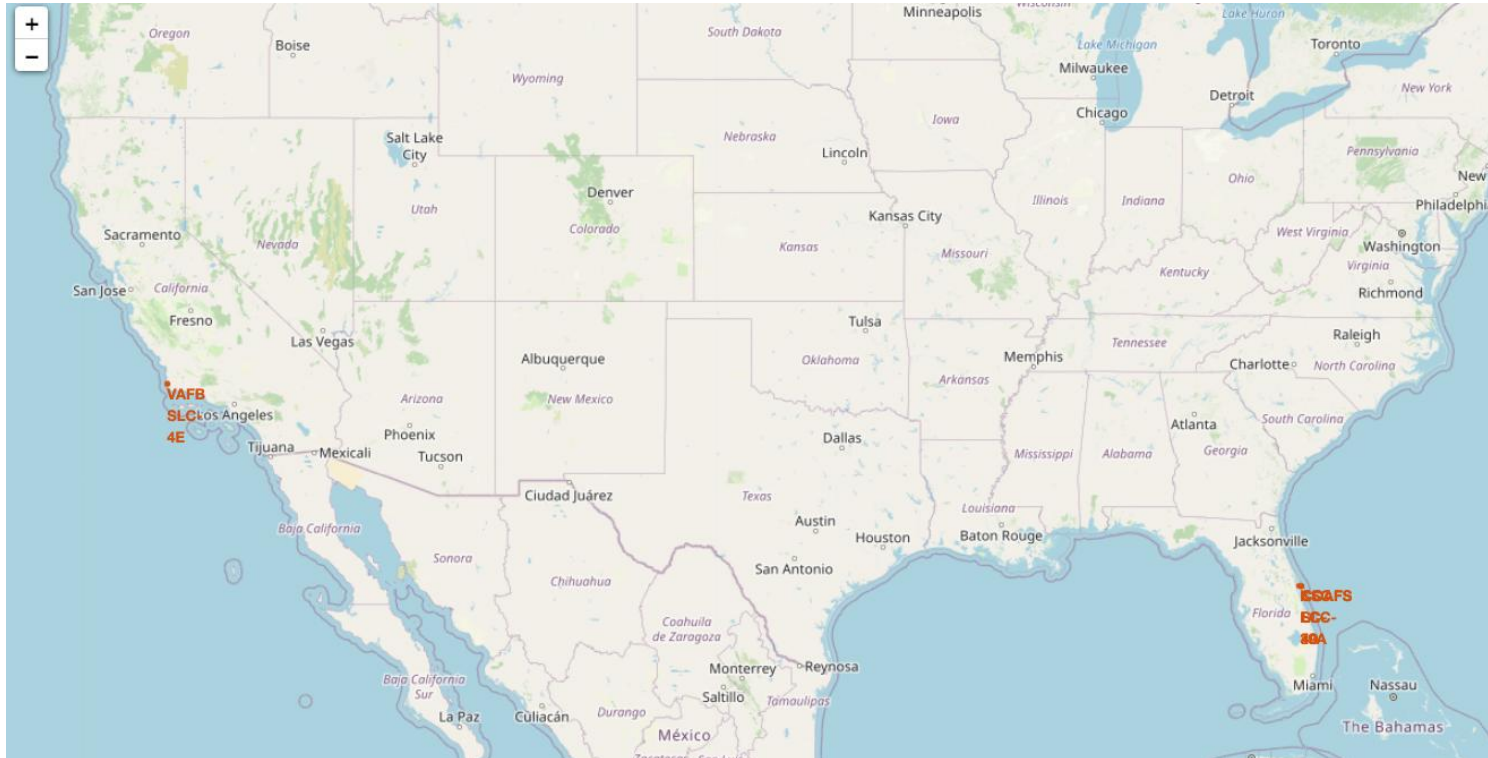 +
−
Minneapolis
Wisconsin
Lake Huron
Oregon
Boise
South Dakota
Lake Michigan
Toronto
Milwaukee
Wyoming
New York
Detroit
Chicago
Iowa
Salt Lake
City
Nebraska
Lincoln
Pennsylvania
New
Ohio
Denver
Illinois
Indiana
Philadelphi
Utah
Kansas City
Colorado
West Virginia
Sacramento
Nevada
Kansas
Missouri
Washington
Virginia
Kentucky
San Jose
California
Richmond
Fresno
Tulsa
Raleigh
Las Vegas
Tennessee
Albuquerque
Oklahoma
Memphis
Charlotte
North Carolina
Arkansas
VAFB
SLC-
4E
Los Angeles
Arizona
New Mexico
South Carolina
Atlanta
Phoenix
Dallas
Tijuana
Mexicali
Tucson
Mississippi
Alabama
Georgia
Ciudad Juárez
Texas
Louisiana
Austin
Baja California
Houston
Baton Rouge
Jacksonville
Sonora
San Antonio
Chihuahua
Florida
Coahuila
de Zaragoza
Monterrey
Reynosa
Baja California
Sur
Saltillo
Tamaulipas
Miami
Nassau
La Paz
Culiacán
Durango
México
The Bahamas